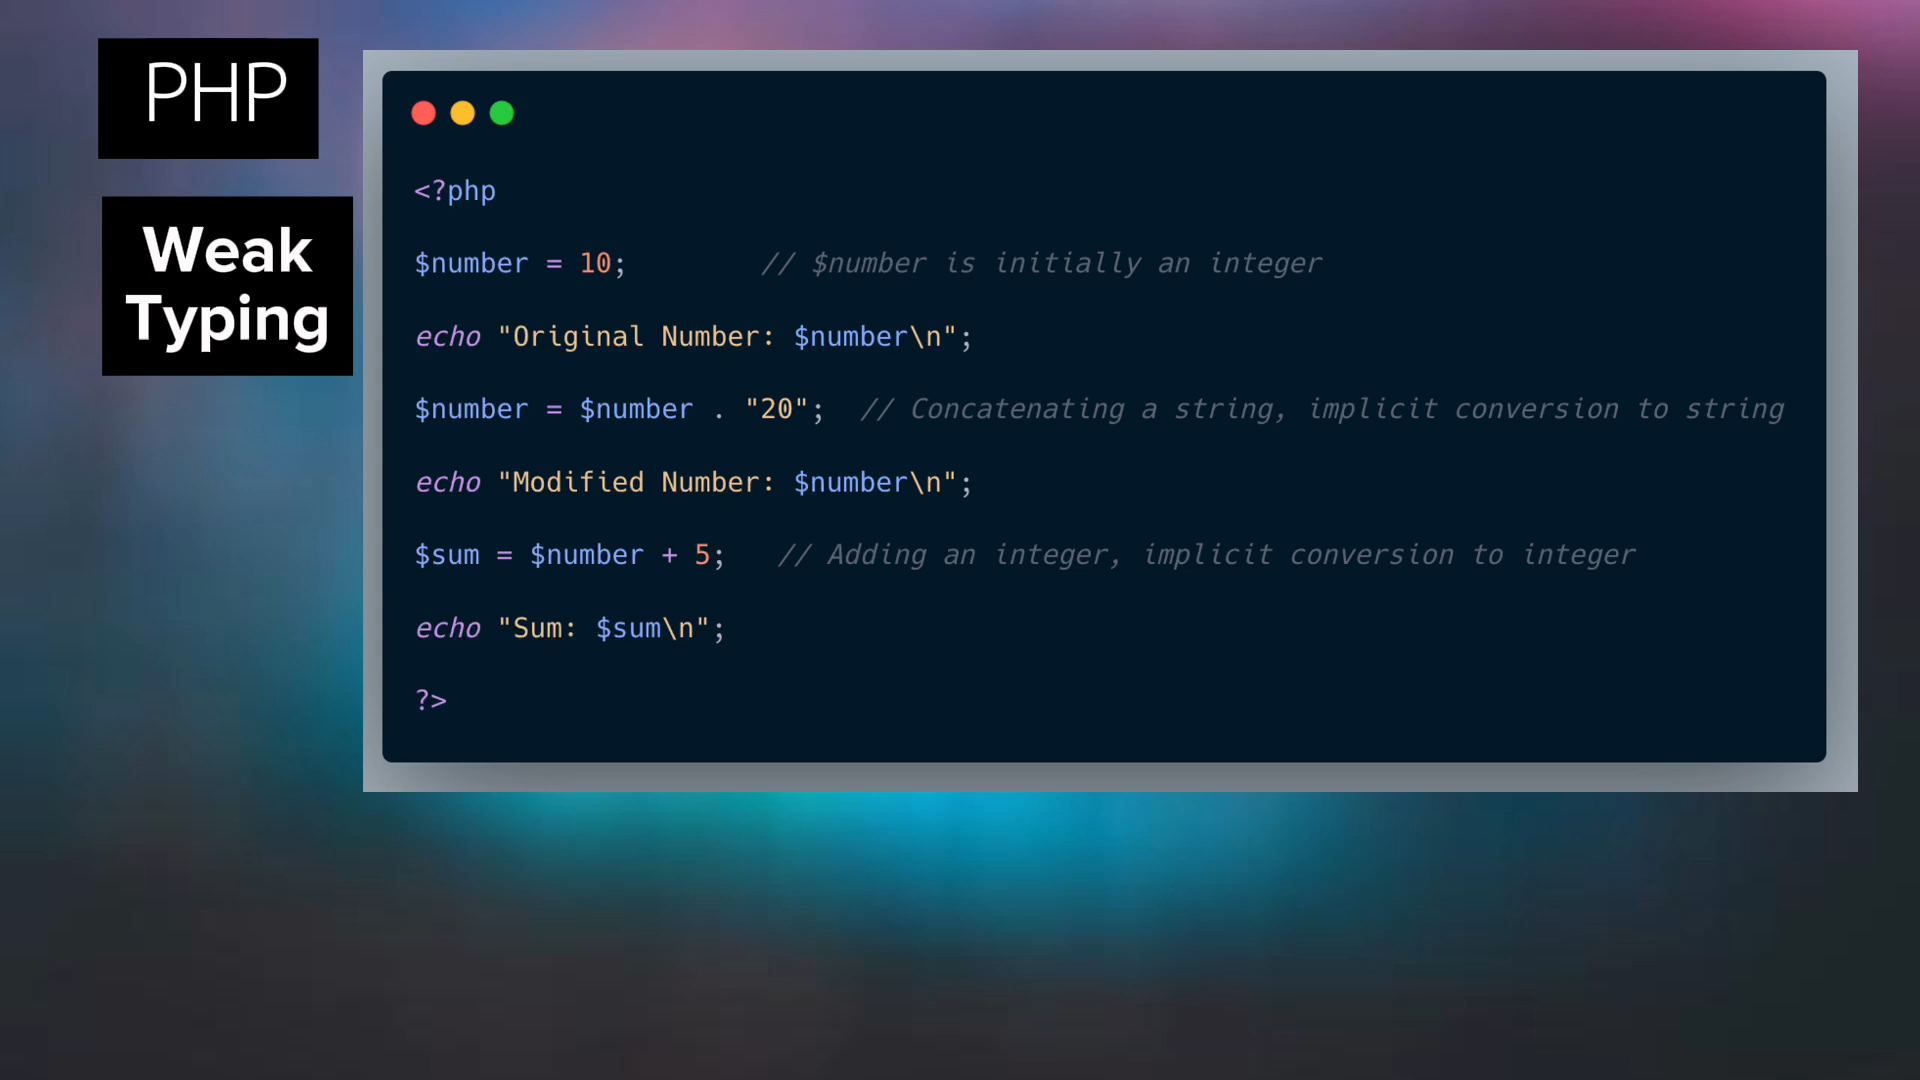 PHP
Weak
Typing
<?php
$number = 10; // $number is initially an integer
echo "Original Number: $number\n";
$number = $number . "20"; // Concatenating a string, implicit conversion to string
echo "Modified Number: $number\n";
$sum = $number + 5; // Adding an integer, implicit conversion to integer
echo "Sum: $sum\n";
?>